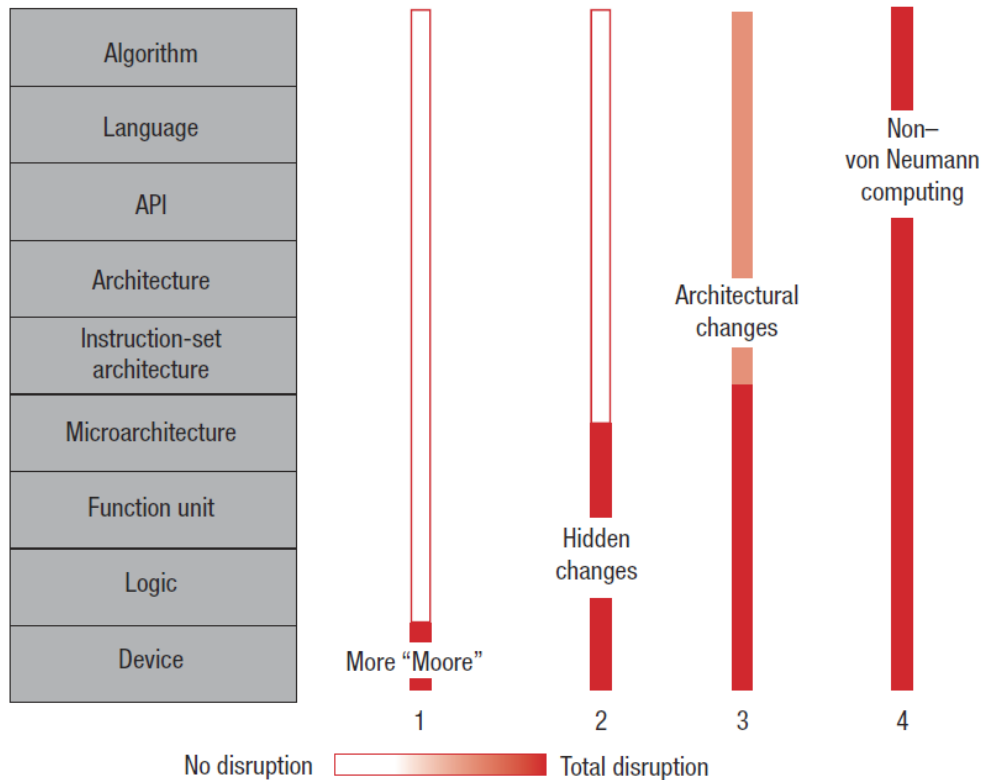 Algorithm
Language
API
Architecture
Instruction-set
architecture
Microarchitecture
Function unit
Logic
Device
More “Moore”
1
Hidden
changes
2
Architectural
changes
3
Non–
von Neumann
computing
4
No disruption
Total disruption